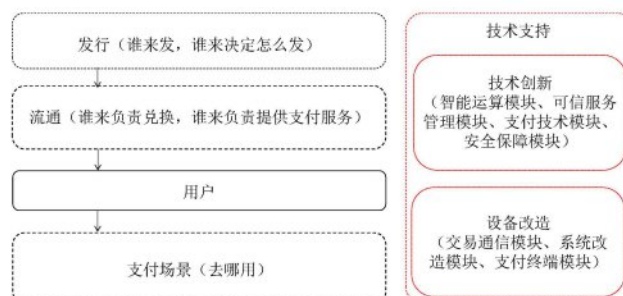 发行（谁来发，谁来决定怎么发）
流通（谁来负责兑换，谁来负责提供支付服务）
用户
支付场景（去哪用）
技术支持
技术创新
（智能运算模块、可信服务
管理模块、支付技术模块、
安全保障模块）
设备改造
（交易通信模块、系统改
造模块、支付终端模块）